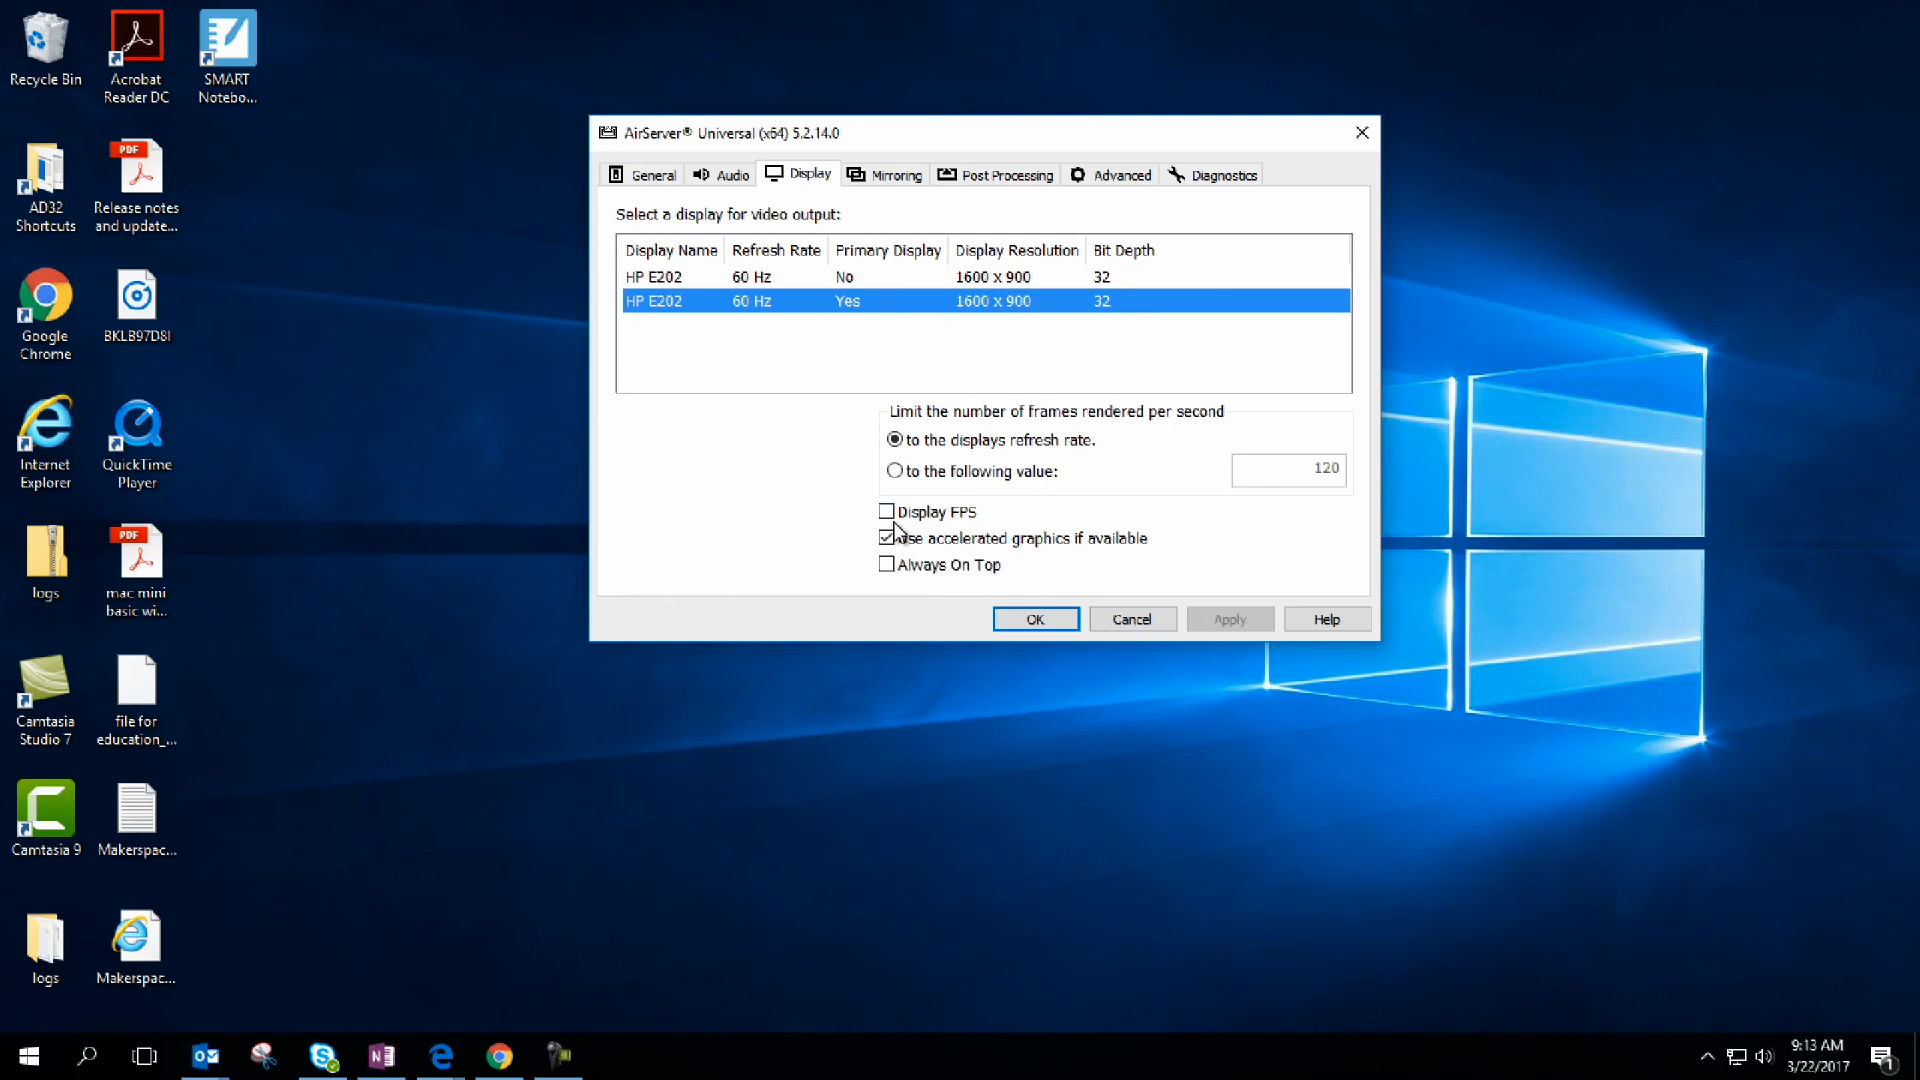 Recycle Bin
Acrobat
Reader DC
SMART
Notebo...
AD32
Shortcuts
PDF
Release notes
and update...
Google
Chrome
BKLB97D8I
Internet
Explorer
QuickTime
Player
logs
PDF
mac mini
basic wi...
Camtasia
Studio 7
file for
education_...
Camtasia 9
Makerspac...
logs
Makerspac...
AirServer® Universal (x64) 5.2.14.0
General Audio Display Mirroring Post Processing Advanced Diagnostics
Select a display for video output:
Display Name Refresh Rate Primary Display Display Resolution Bit Depth
HP E202 60 Hz No 1600 x 900 32
HP E202 60 Hz Yes 1600 x 900 32
Limit the number of frames rendered per second
to the displays refresh rate.
to the following value: 120
Display FPS
Use accelerated graphics if available
Always On Top
OK Cancel Apply Help
9:13 AM
3/22/2017
1